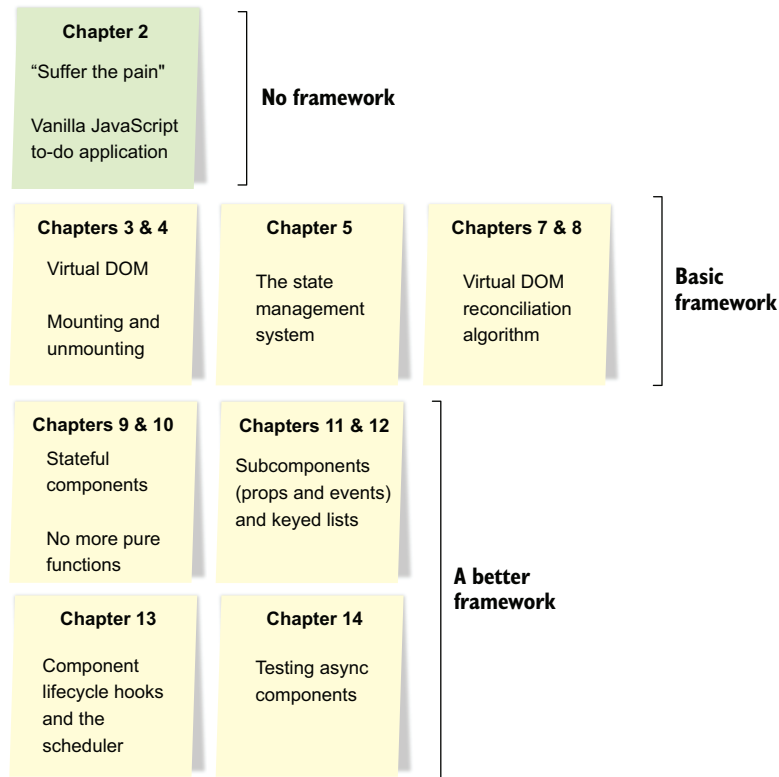 Chapter 2
“Suffer the pain"
Vanilla JavaScript
to-do application
No framework
Chapters 3 & 4
Virtual DOM
Mounting and
unmounting
Chapter 5
The state
management
system
Chapters 7 & 8
Virtual DOM
reconciliation
algorithm
Basic
framework
Chapters 9 & 10
Stateful
components
No more pure
functions
Chapters 11 & 12
Subcomponents
(props and events)
and keyed lists
Chapter 13
Component
lifecycle hooks
and the
scheduler
Chapter 14
Testing async
components
A better
framework